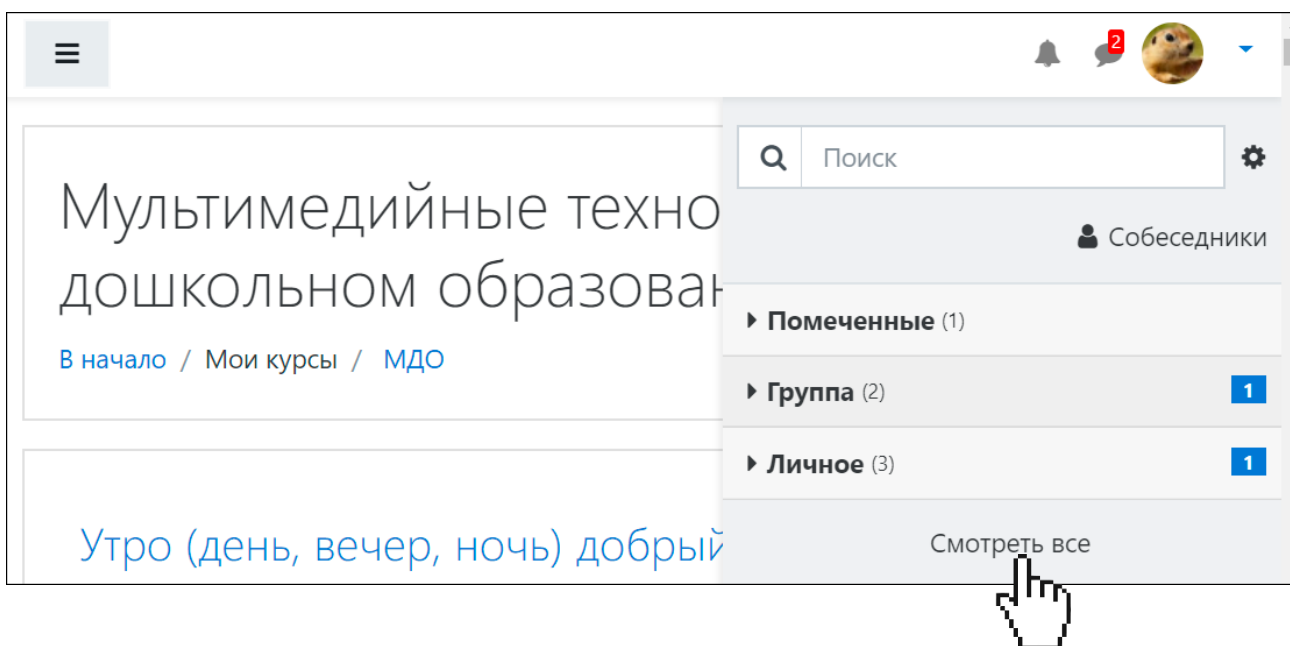 2
Мультимедийные техно
дошкольном образован
В начало / Мои курсы / МДО
Утро (день, вечер, ночь) добрый
Поиск
Собеседники
Помеченные (1)
Группа (2) 1
Личное (3) 1
Смотреть все